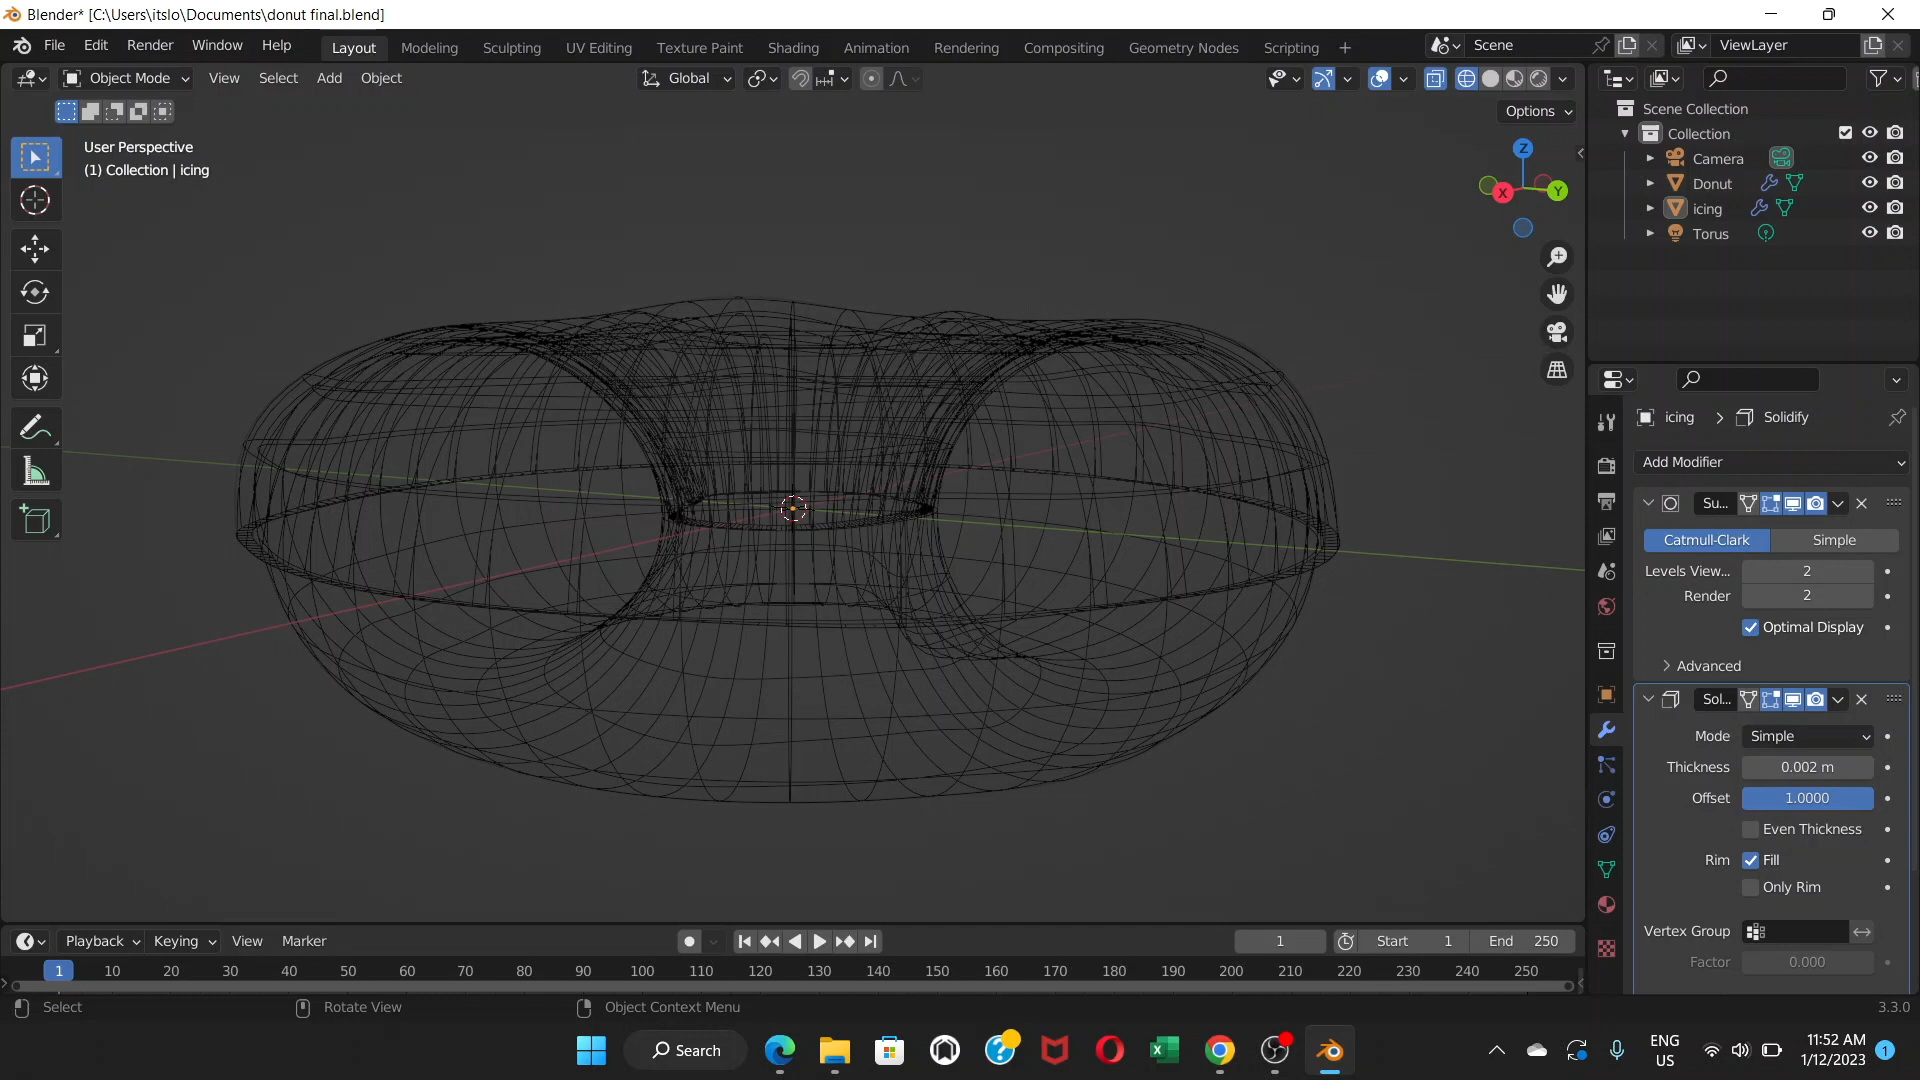 Blender* [C:\Users\itslo\Documents\donut final.blend]
File Edit Render Window Help Layout Modeling Sculpting UV Editing Texture Paint Shading Animation Rendering Compositing Geometry Nodes Scripting + Scene ViewLayer
Object Mode View Select Add Object Global
Options
User Perspective
(1) Collection | icing
Z
X Y
Scene Collection
Collection
Camera
Donut
icing
Torus
icing > Solidify
Add Modifier
Su...
Catmull-Clark Simple
Levels View... 2
Render 2
Optimal Display
Advanced
Sol...
Mode Simple
Thickness 0.002 m
Offset 1.0000
Even Thickness
Rim Fill
Only Rim
Vertex Group
Factor 0.000
Playback Keying View Marker 1 Start 1 End 250
1 10 20 30 40 50 60 70 80 90 100 110 120 130 140 150 160 170 180 190 200 210 220 230 240 250
Select Rotate View Object Context Menu 3.3.0
Search
ENG
US
11:52 AM
1/12/2023
1